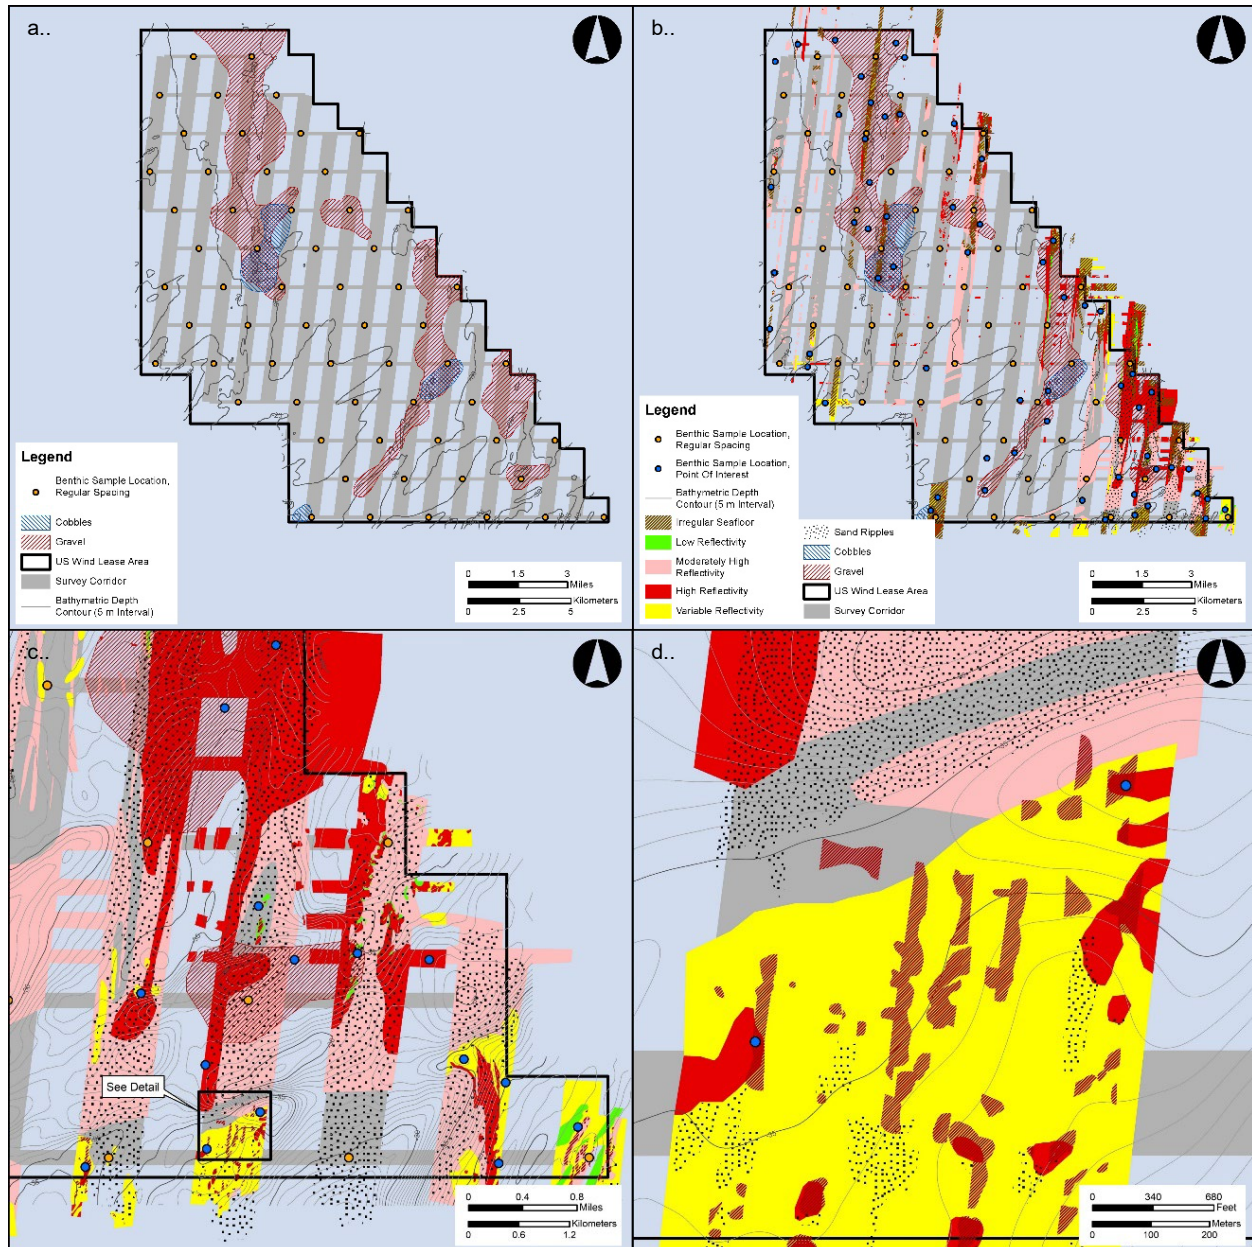 a..
Legend
Benthic Sample Location,
Regular Spacing
Cobbles
Gravel
US Wind Lease Area
Survey Corridor
Bathymetric Depth
Contour (5 m Interval)
0 1.5 3
Miles
Kilometers
0 2.5 5
b..
Legend
Benthic Sample Location,
Regular Spacing
Benthic Sample Location,
Point Of Interest
Bathymetric Depth
Contour (5 m Interval)
Irregular Seafloor
Low Reflectivity
Moderately High
Reflectivity
High Reflectivity
Variable Reflectivity
Sand Ripples
Cobbles
Gravel
US Wind Lease Area
Survey Corridor
0 1.5 3
Miles
Kilometers
0 2.5 5
c..
See Detail
0 0.4 0.8
Miles
Kilometers
0 0.6 1.2
d..
0 340 680
Feet
Meters
0 100 200